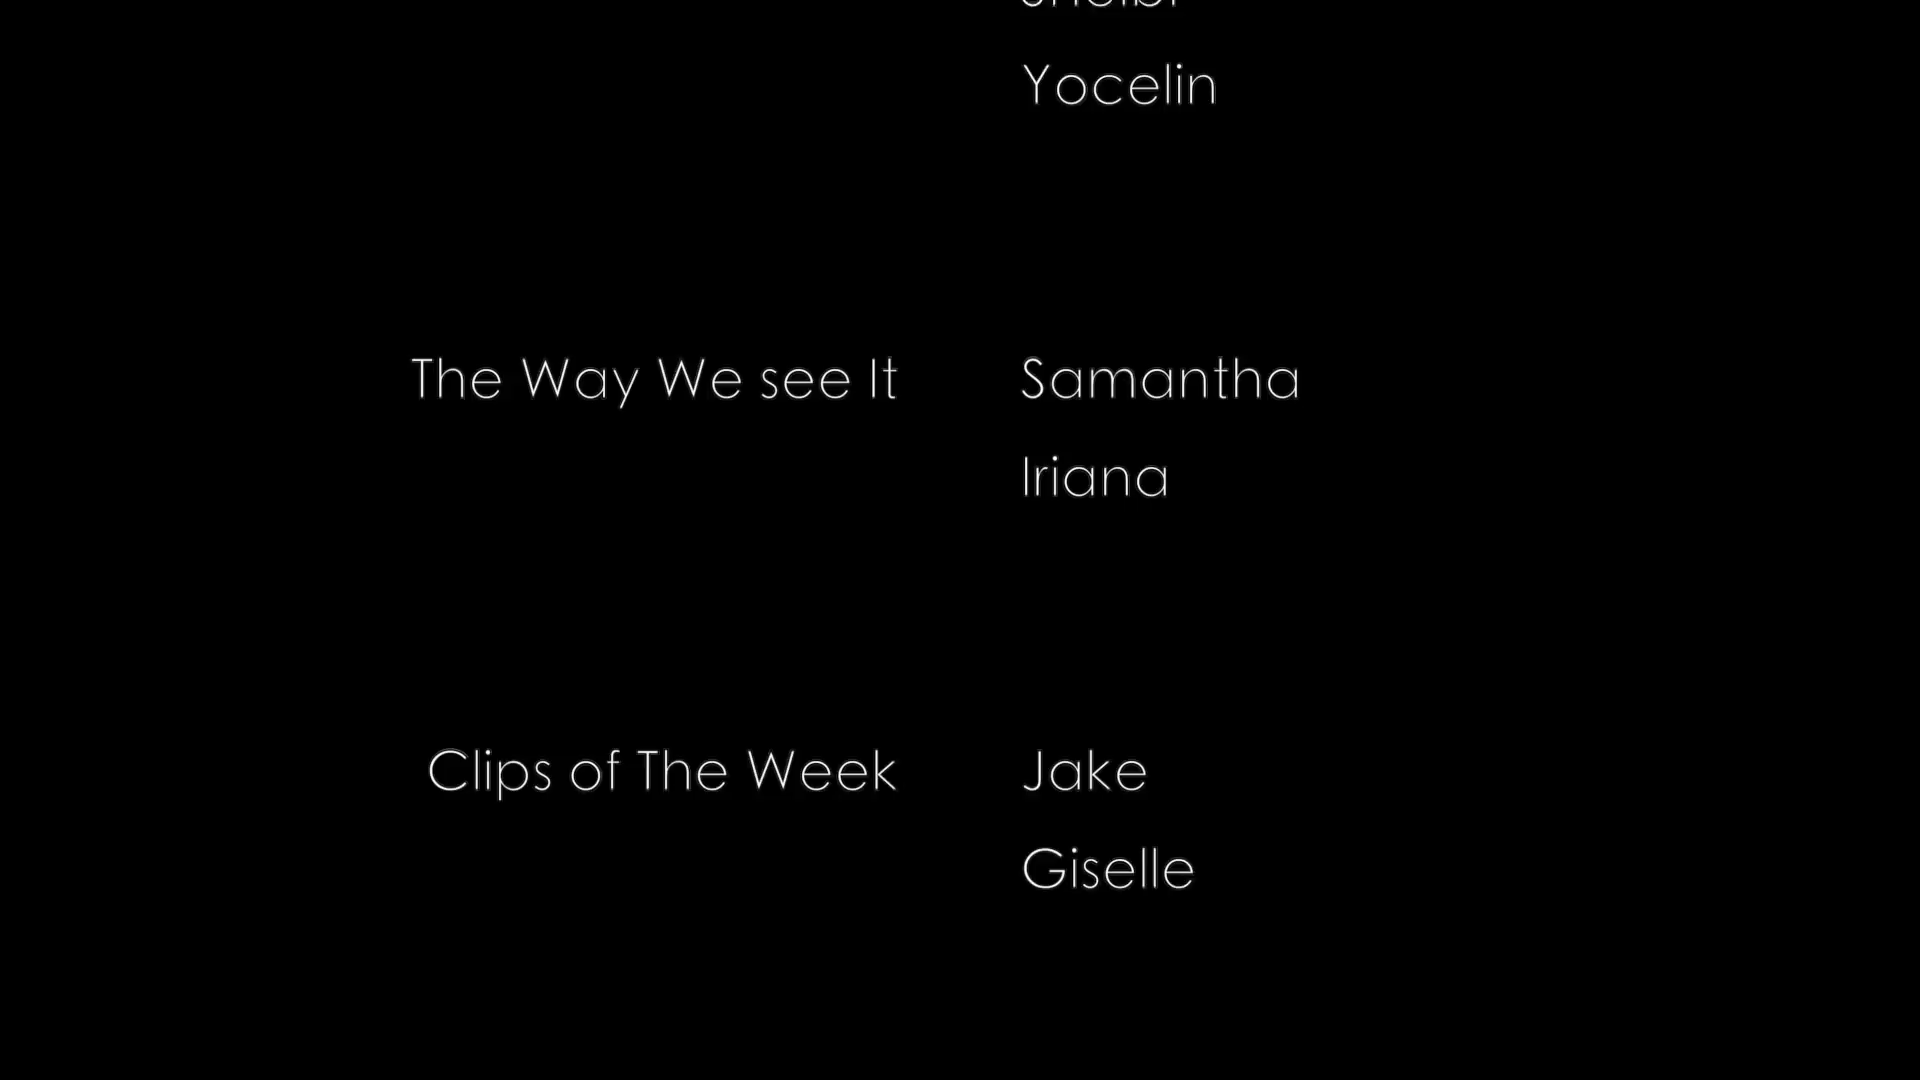 Yocelin
The Way We see It Samantha
Iriana
Clips of The Week Jake
Giselle